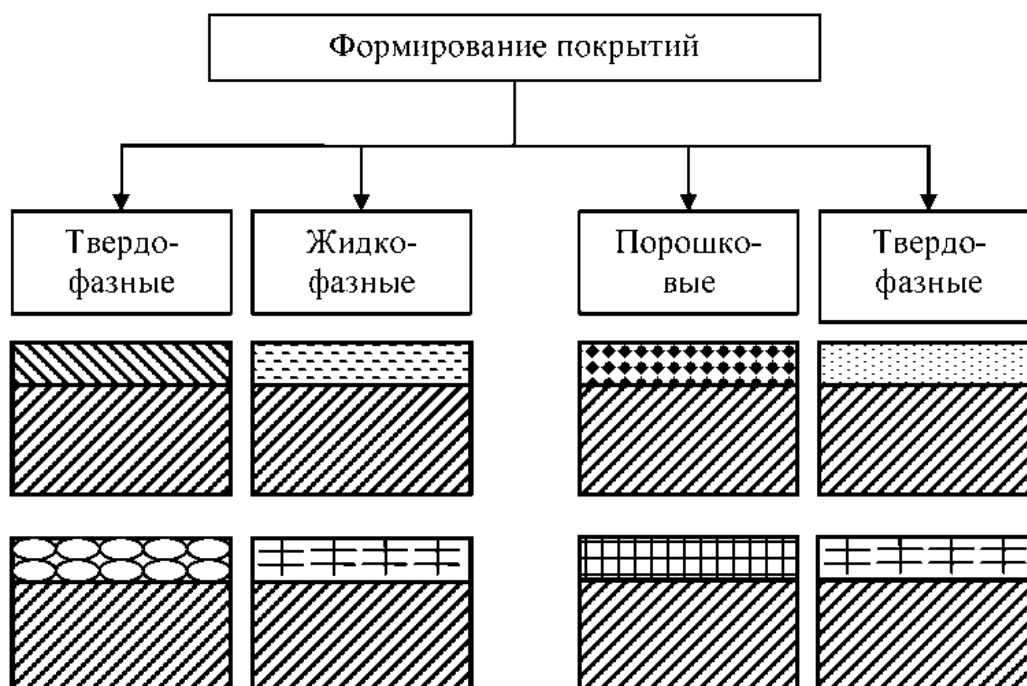 Формирование покрытий
Твердо-
фазные
Жидко-
фазные
Порошко-
вые
Твердо-
фазные